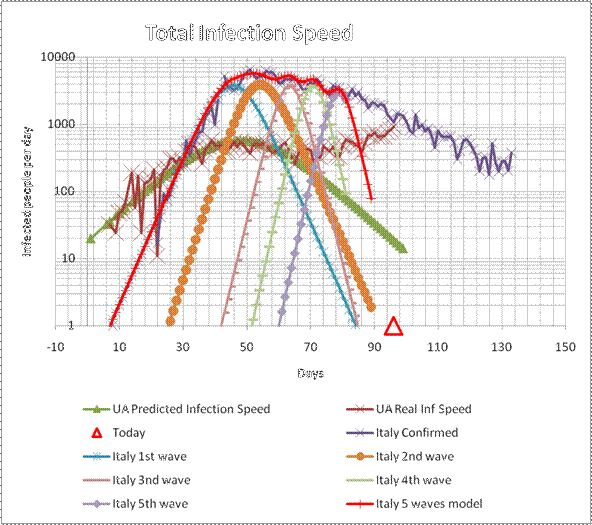 Total Infection Speed
Infected people per day
10000
1000
100
10
1
-10 10 30 50 70 90 110 130 150
Days
UA Predicted Infection Speed UA Real Inf Speed
Today Italy Confirmed
Italy 1st wave Italy 2nd wave
Italy 3nd wave Italy 4th wave
Italy 5th wave Italy 5 waves model